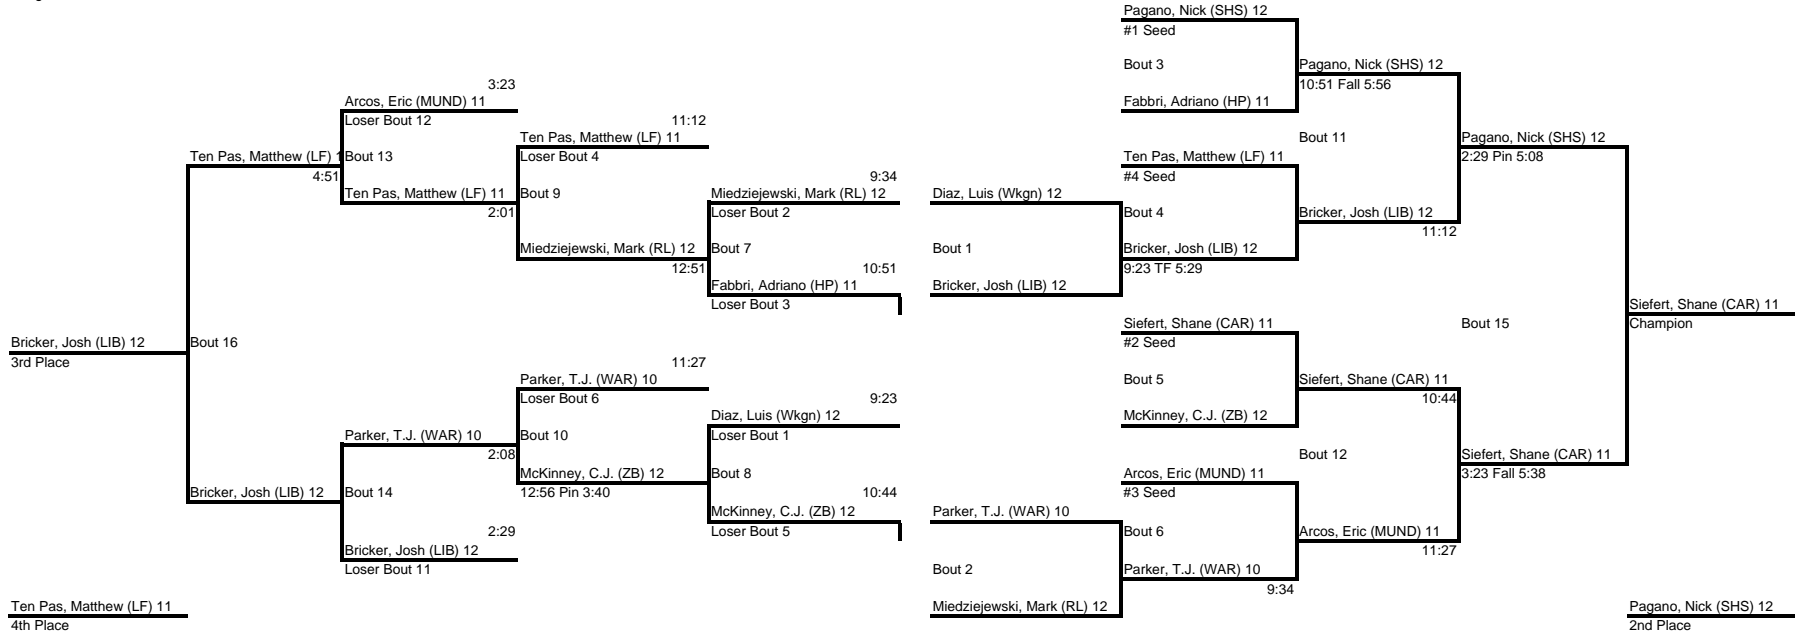 Pagano, Nick (SHS) 12
#1 Seed
Bout 3
Pagano, Nick (SHS) 12
10:51 Fall 5:56
3:23
Arcos, Eric (MUND) 11
Fabbri, Adriano (HP) 11
Loser Bout 12
11:12
Ten Pas, Matthew (LF) 11
Bout 11
Pagano, Nick (SHS) 12
Ten Pas, Matthew (LF) 1
Bout 13
Loser Bout 4
Ten Pas, Matthew (LF) 11
2:29 Pin 5:08
4:51
9:34
#4 Seed
Ten Pas, Matthew (LF) 11
Bout 9
Miedziejewski, Mark (RL) 12
Diaz, Luis (Wkgn) 12
2:01
Loser Bout 2
Bout 4
Bricker, Josh (LIB) 12
11:12
Miedziejewski, Mark (RL) 12
Bout 7
Bout 1
Bricker, Josh (LIB) 12
12:51
10:51
9:23 TF 5:29
Fabbri, Adriano (HP) 11
Bricker, Josh (LIB) 12
Loser Bout 3
Siefert, Shane (CAR) 11
Siefert, Shane (CAR) 11
Bout 15
Champion
Bricker, Josh (LIB) 12
Bout 16
#2 Seed
3rd Place
11:27
Parker, T.J. (WAR) 10
Bout 5
Siefert, Shane (CAR) 11
Loser Bout 6
9:23
10:44
Diaz, Luis (Wkgn) 12
McKinney, C.J. (ZB) 12
Parker, T.J. (WAR) 10
Bout 10
Loser Bout 1
2:08
Bout 12
Siefert, Shane (CAR) 11
McKinney, C.J. (ZB) 12
Bout 8
Arcos, Eric (MUND) 11
3:23 Fall 5:38
Bricker, Josh (LIB) 12
Bout 14
12:56 Pin 3:40
10:44
#3 Seed
McKinney, C.J. (ZB) 12
Parker, T.J. (WAR) 10
2:29
Loser Bout 5
Bout 6
Arcos, Eric (MUND) 11
Bricker, Josh (LIB) 12
11:27
Loser Bout 11
Bout 2
Parker, T.J. (WAR) 10
9:34
Ten Pas, Matthew (LF) 11
Miedziejewski, Mark (RL) 12
Pagano, Nick (SHS) 12
4th Place
2nd Place